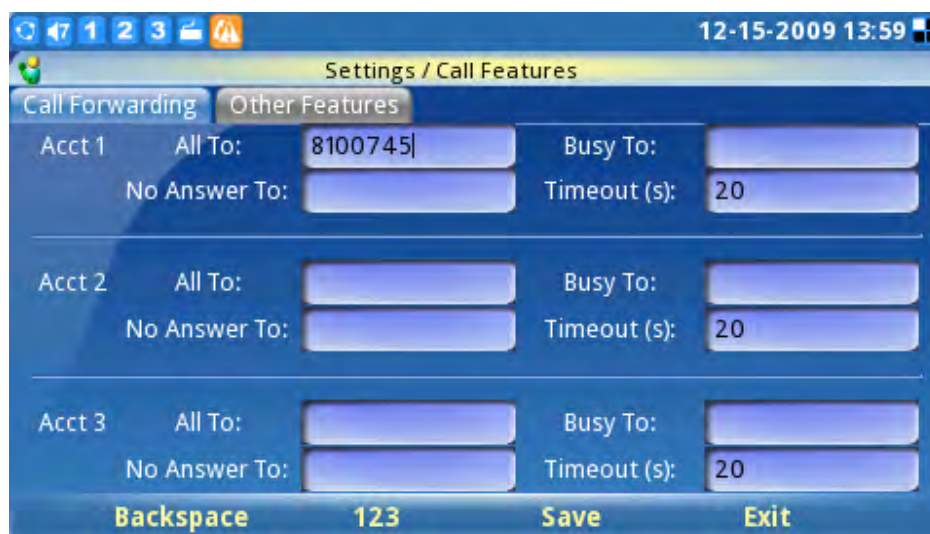 47 1 2 3 12-15-2009 13:59
Settings / Call Features
Call Forwarding Other Features
Acct 1 All To: 8100745 Busy To:
No Answer To: Timeout (s): 20
Acct 2 All To: Busy To:
No Answer To: Timeout (s): 20
Acct 3 All To: Busy To:
No Answer To: Timeout (s): 20
Backspace 123 Save Exit